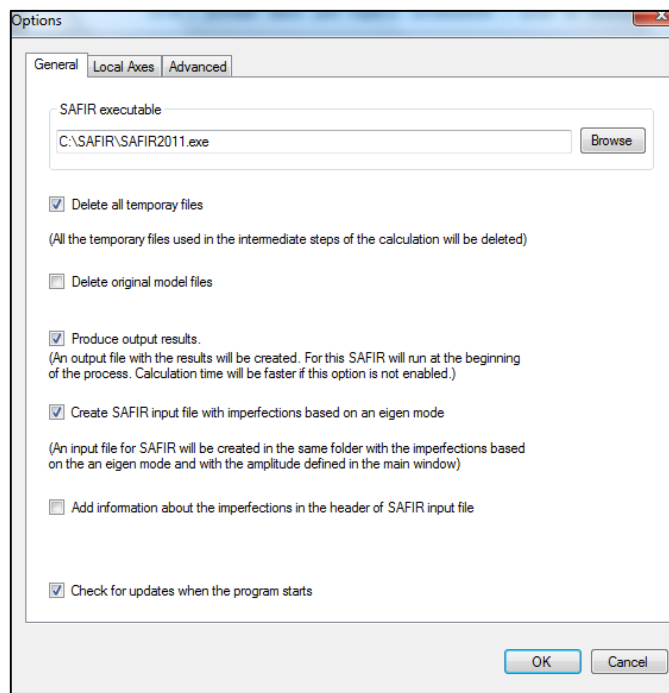 Options
General Local Axes Advanced
SAFIR executable
C:\SAFIR\SAFIR2011.exe Browse
Delete all temporay files
(All the temporary files used in the intermediate steps of the calculation will be deleted)
Delete original model files
Produce output results.
(An output file with the results will be created. For this SAFIR will run at the beginning
of the process. Calculation time will be faster if this option is not enabled.)
Create SAFIR input file with imperfections based on an eigen mode
(An input file for SAFIR will be created in the same folder with the imperfections based
on the an eigen mode and with the amplitude defined in the main window)
Add information about the imperfections in the header of SAFIR input file
Check for updates when the program starts
OK Cancel